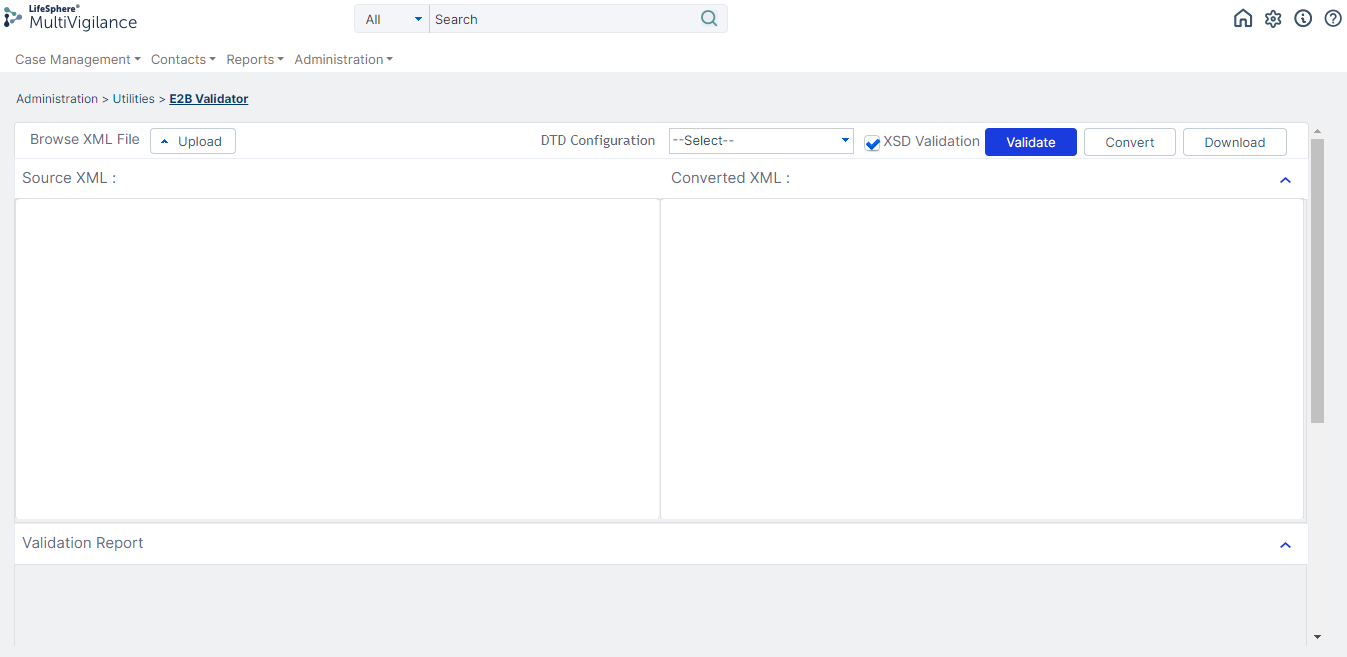 LifeSphere®
MultiVigilance
All Search
Case Management Contacts Reports Administration
Administration > Utilities > E2B Validator
Browse XML File Upload DTD Configuration --Select-- XSD Validation Validate Convert Download
Source XML : Converted XML :
Validation Report